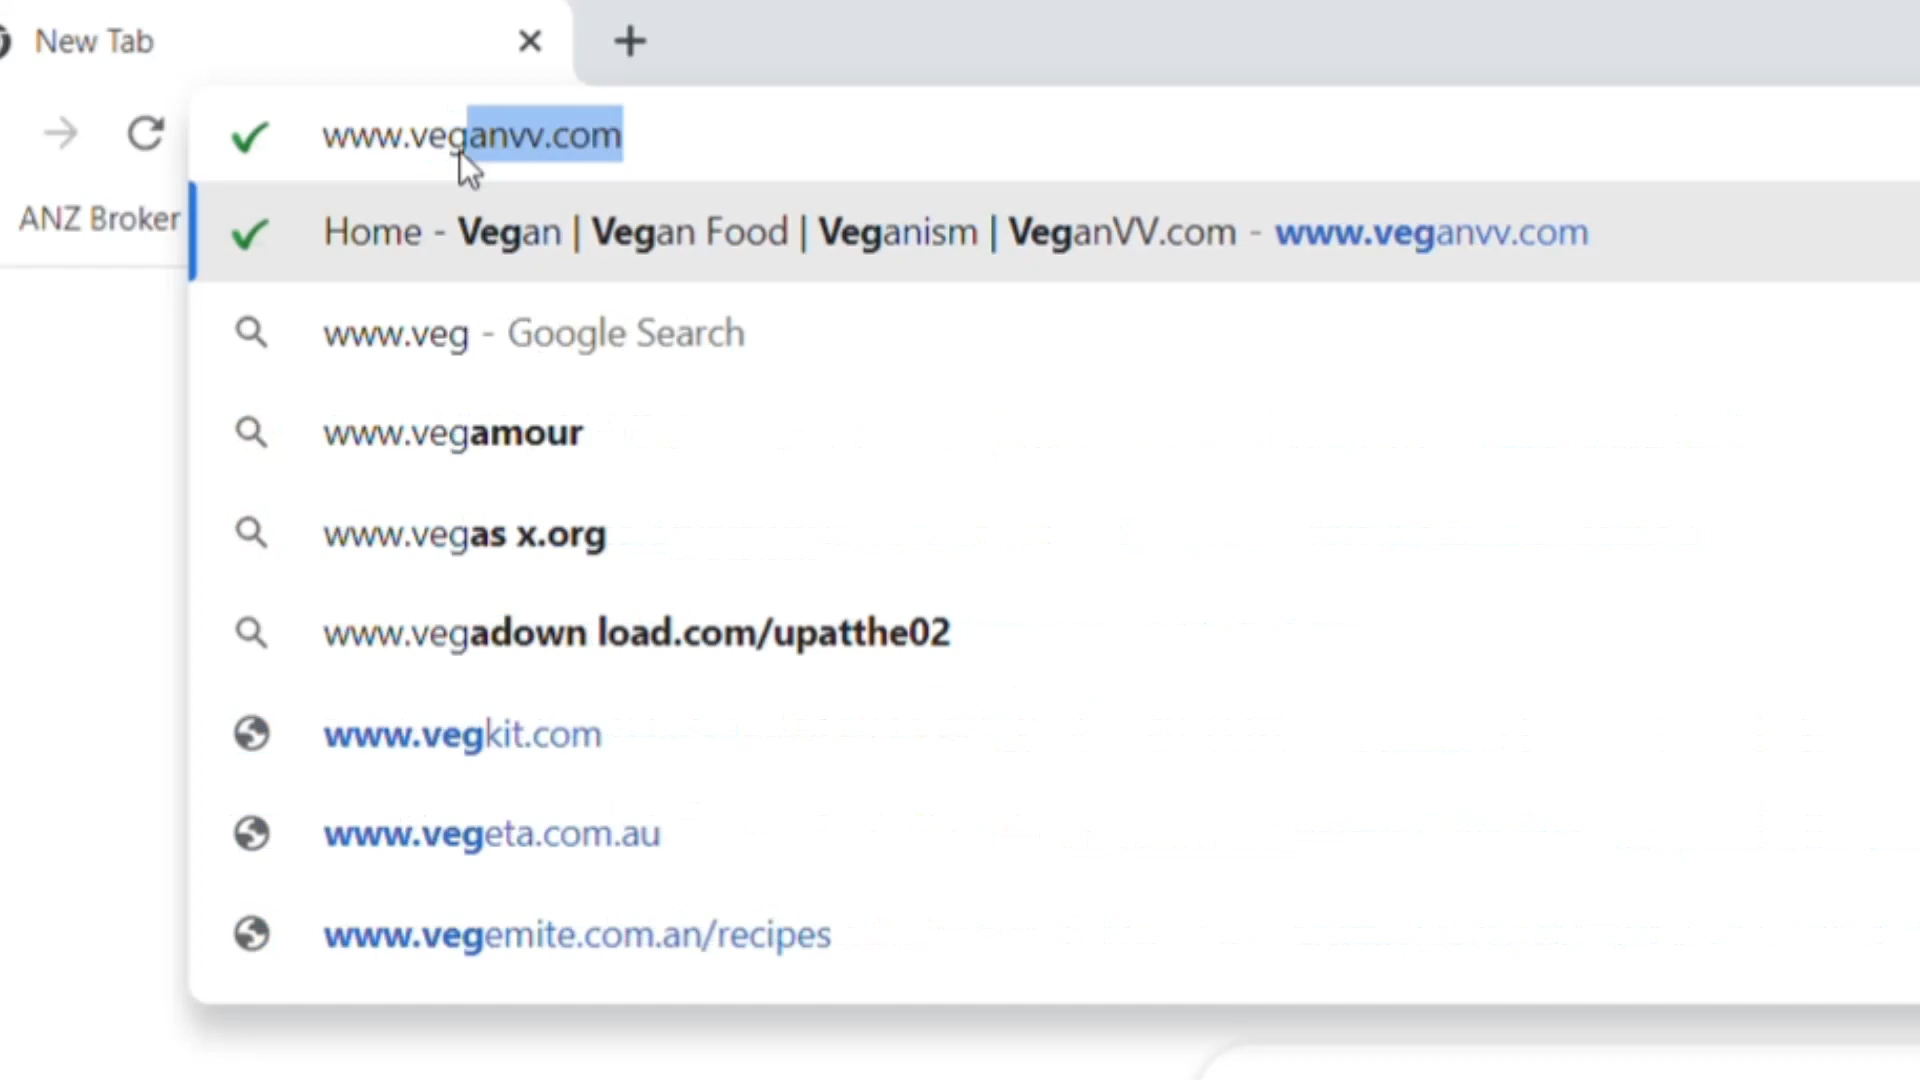 New Tab
www.veganvv.com
ANZ Broker
Home - Vegan | Vegan Food | Veganism | VeganVV.com - www.veganvv.com
www.veg - Google Search
www.vegamour
www.vegas x.org
www.vegadown load.com/upatthe02
www.vegkit.com
www.vegeta.com.au
www.vegemite.com.an/recipes